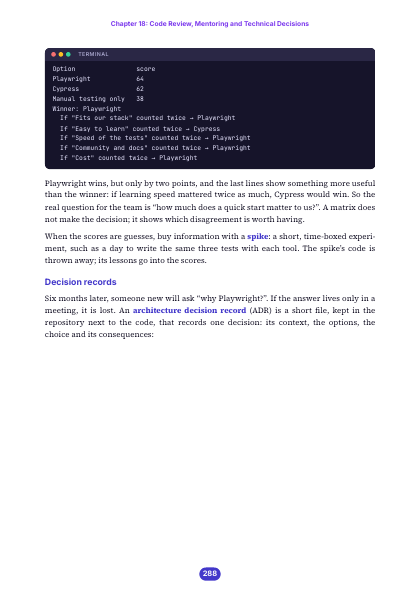 Chapter 18: Code Review, Mentoring and Technical Decisions
TERMINAL
Option score
Playwright 64
Cypress 62
Manual testing only 38
Winner: Playwright
If "Fits our stack" counted twice → Playwright
If "Easy to learn" counted twice → Cypress
If "Speed of the tests" counted twice → Playwright
If "Community and docs" counted twice → Playwright
If "Cost" counted twice → Playwright
Playwright wins, but only by two points, and the last lines show something more useful
than the winner: if learning speed mattered twice as much, Cypress would win. So the
real question for the team is “how much does a quick start matter to us?”. A matrix does
not make the decision; it shows which disagreement is worth having.
When the scores are guesses, buy information with a spike: a short, time-boxed experi-
ment, such as a day to write the same three tests with each tool. The spike’s code is
thrown away; its lessons go into the scores.
Decision records
Six months later, someone new will ask “why Playwright?”. If the answer lives only in a
meeting, it is lost. An architecture decision record (ADR) is a short file, kept in the
repository next to the code, that records one decision: its context, the options, the
choice and its consequences:
288